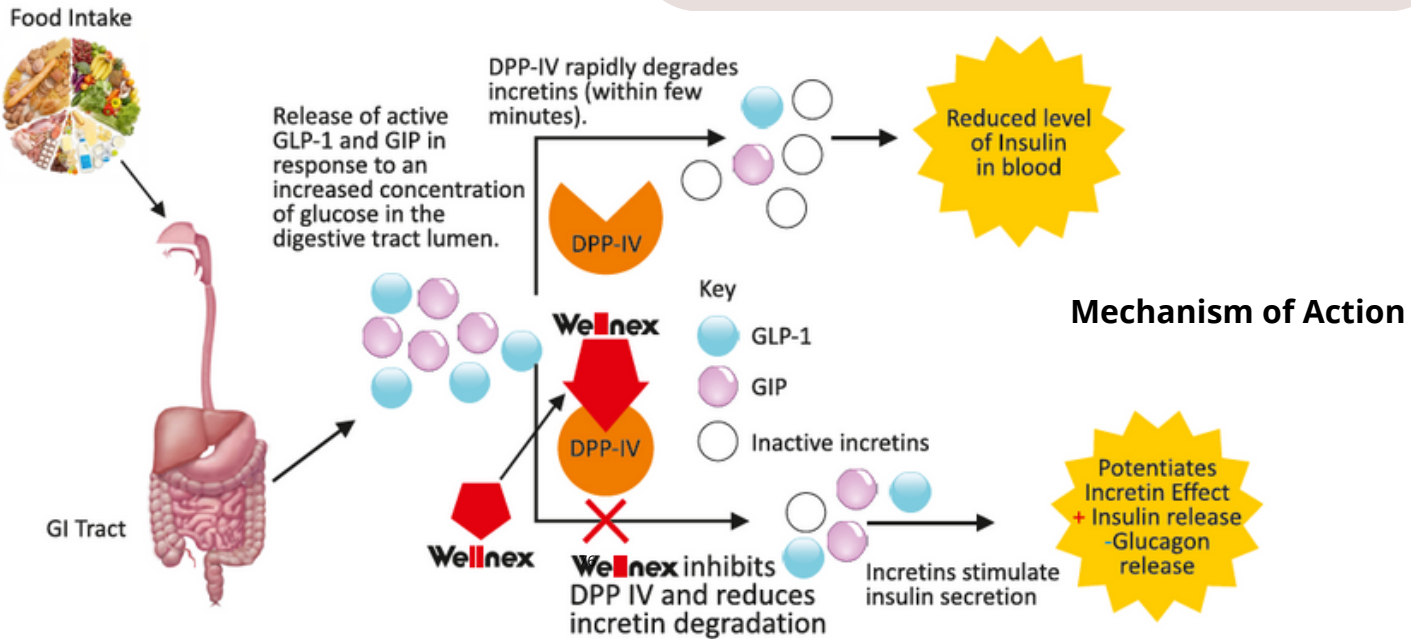 Food Intake
DPP-IV rapidly degrades
incretins (within few
minutes).
Release of active
GLP-1 and GIP in
response to an
increased concentration
of glucose in the
digestive tract lumen.
Reduced level
of Insulin
in blood
DPP-IV
Key
GLP-1
GIP
Inactive incretins
Mechanism of Action
Wellnex
DPP-IV
GI Tract
Wellnex
Wellnex inhibits
DPP IV and reduces
incretin degradation
Incretins stimulate
insulin secretion
Potentiates
Incretin Effect
+ Insulin release
-Glucagon
release